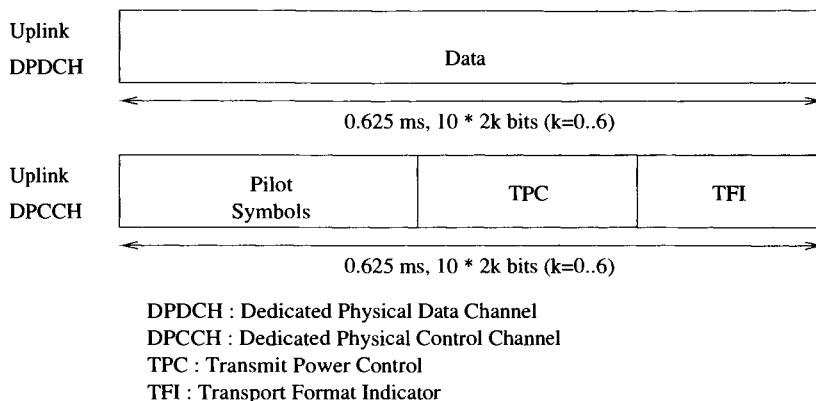 Uplink
DPDCH
Data
0.625 ms, 10 * 2k bits (k=0..6)
Uplink
DPCCH
Pilot
Symbols
TPC
TFI
0.625 ms, 10 * 2k bits (k=0..6)
DPDCH : Dedicated Physical Data Channel
DPCCH : Dedicated Physical Control Channel
TPC : Transmit Power Control
TFI : Transport Format Indicator